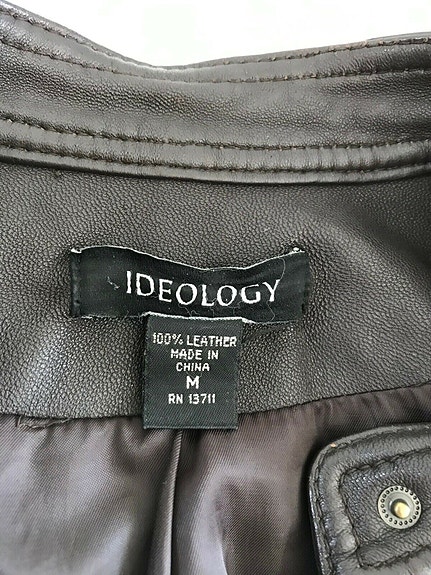 IDEOLOGY
100% LEATHER
MADE IN
CHINA
M
RN 13711